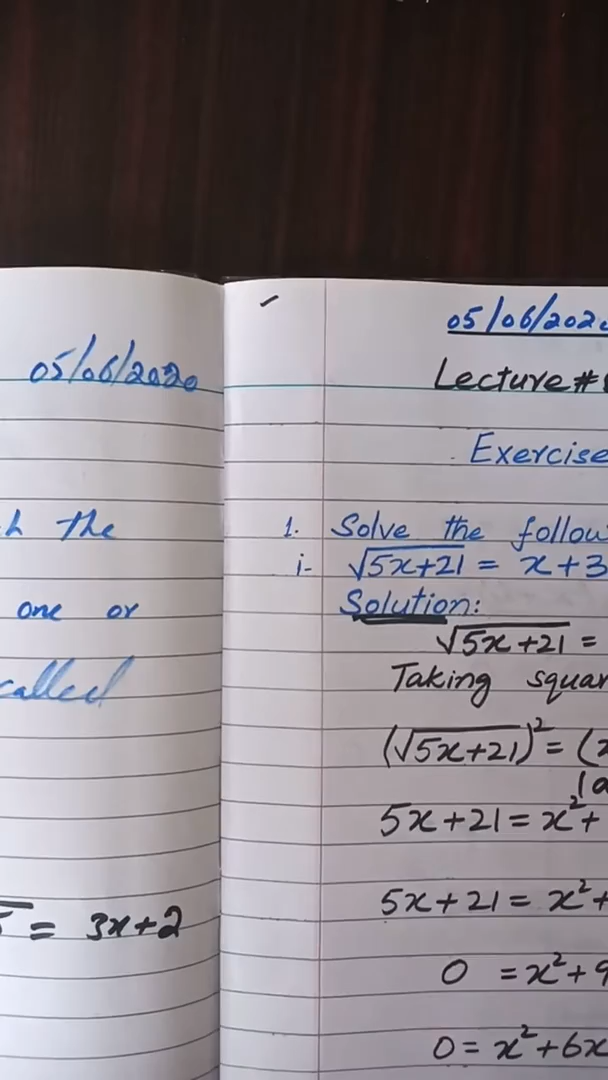 05/06/2020
the
one or
called
= 3x+2
05/06/202
Lecture #
Exercise
1. Solve the follow
i- √5x+21 = x+3
Solution:
√5x+21 =
Taking squar
(√5x+21)² = (x
(a
5x+21 = x²+
5x+21 = x²+
0 = x²+9
0 = x²+6x